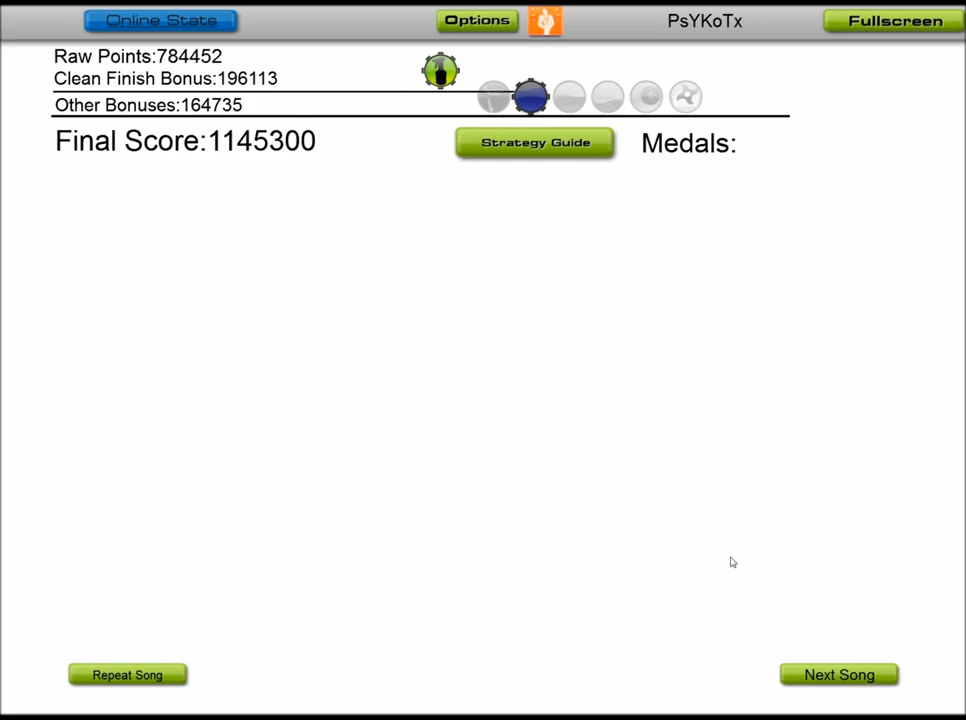 Online Stats
Options
PsYKoTx
Fullscreen
Raw Points:784452
Clean Finish Bonus:196113
Other Bonuses:164735
Final Score:1145300
Strategy Guide
Medals:
Repeat Song
Next Song